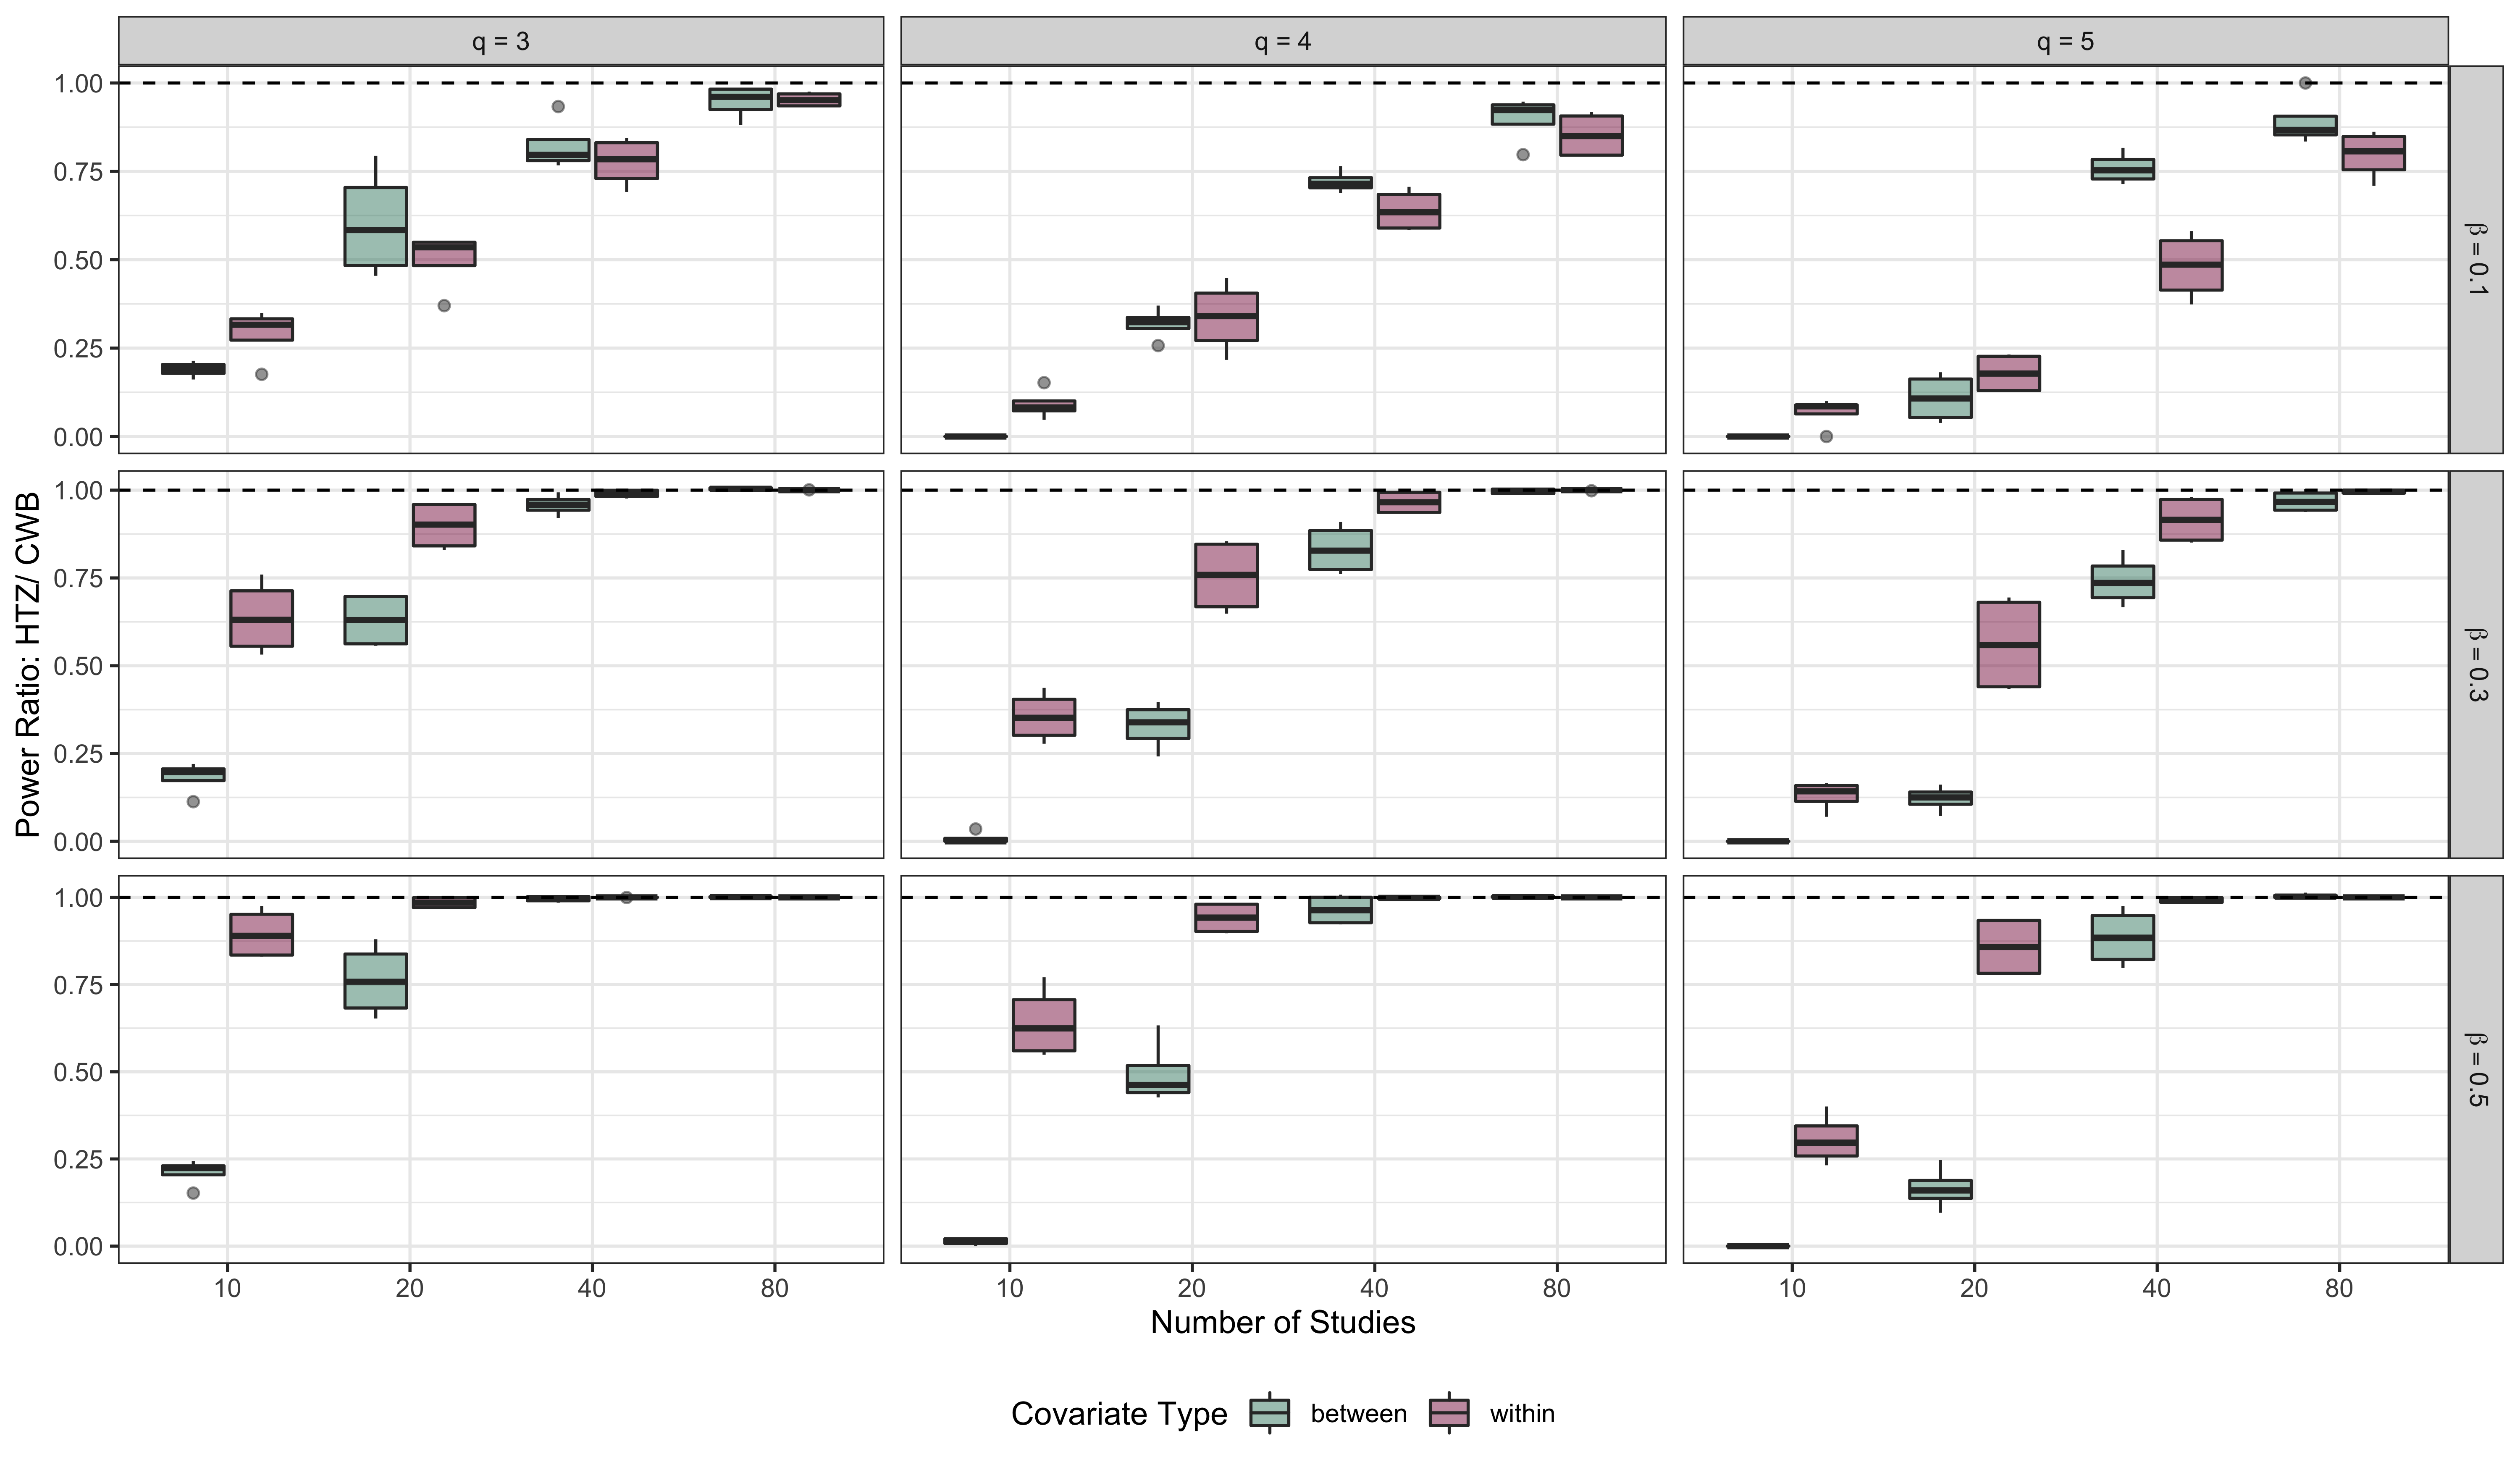 q = 3
q = 4
q = 5
1.00
0.75
0.50
0.25
0.00
β = 0.1
1.00
0.75
0.50
0.25
0.00
β = 0.3
1.00
0.75
0.50
0.25
0.00
β = 0.5
Power Ratio: HTZ/ CWB
10 20 40 80
10 20 40 80
10 20 40 80
Number of Studies
Covariate Type between within